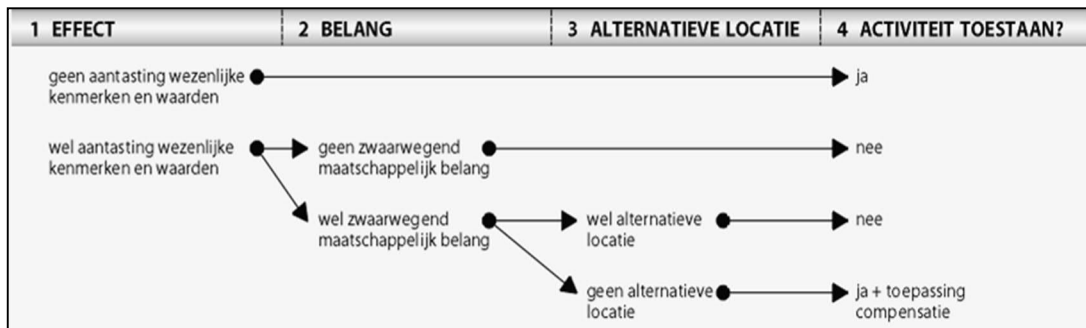 1 EFFECT
2 BELANG
3 ALTERNATIEVE LOCATIE
4 ACTIVITEIT TOESTAAN?
geen aantasting wezenlijke
kenmerken en waarden
ja
wel aantasting wezenlijke
kenmerken en waarden
geen zwaarwegend
maatschappelijk belang
nee
wel zwaarwegend
maatschappelijk belang
wel alternatieve
locatie
nee
geen alternatieve
locatie
ja + toepassing
compensatie